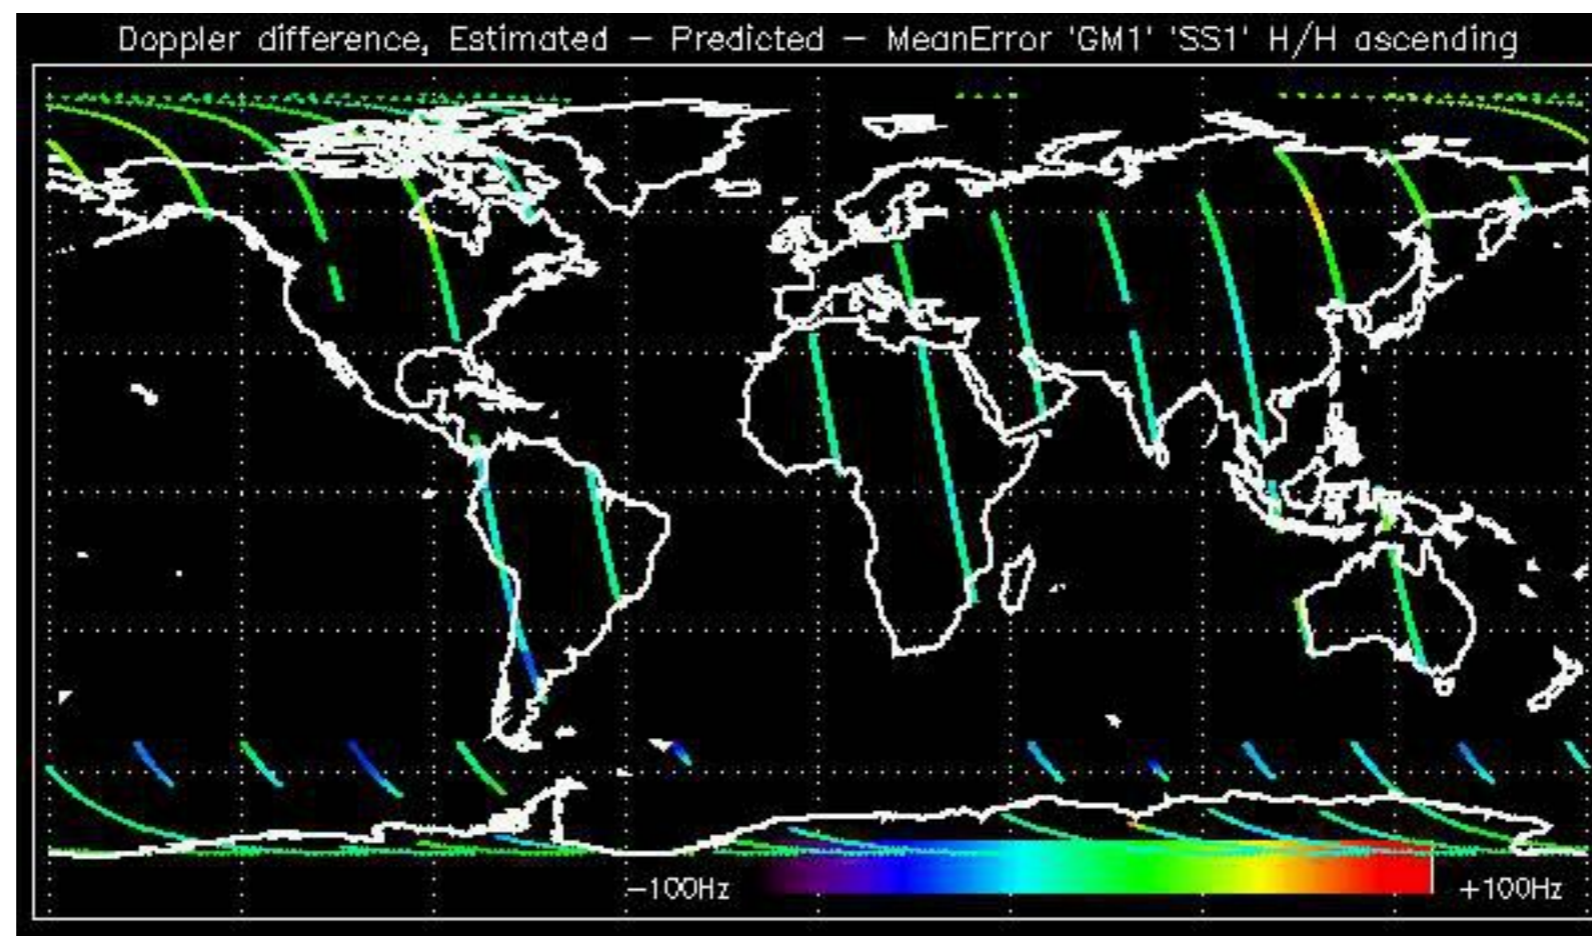 Doppler difference, Estimated – Predicted – MeanError 'GM1' 'SS1' H/H ascending
–100Hz
+100Hz